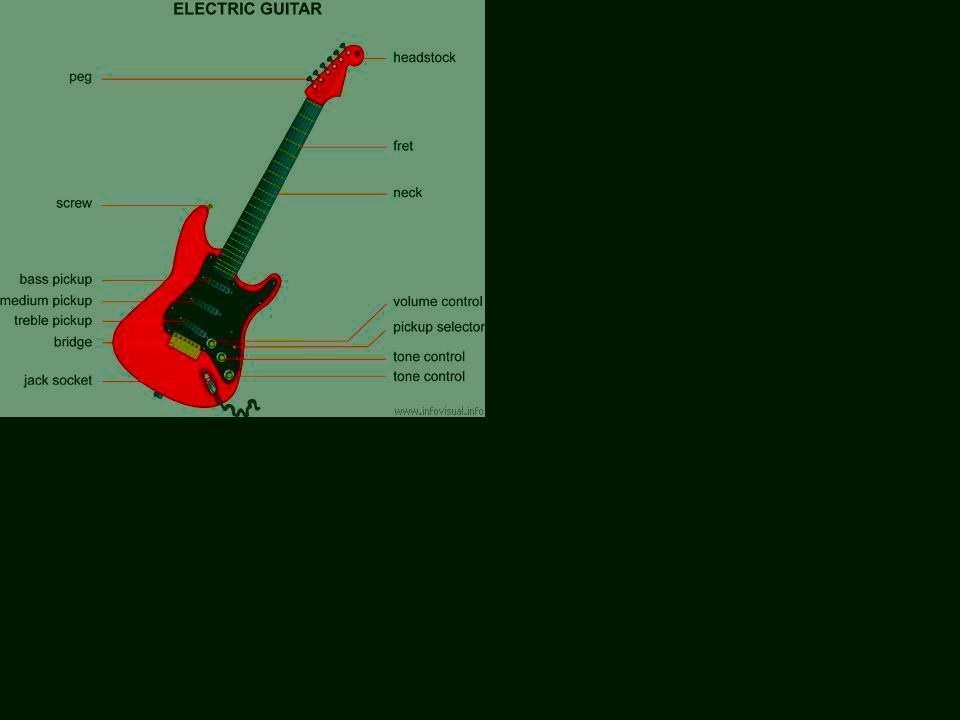 ELECTRIC GUITAR
headstock
peg
fret
neck
screw
bass pickup
medium pickup
treble pickup
bridge
jack socket
volume control
pickup selector
tone control
tone control
www.infovisual.info